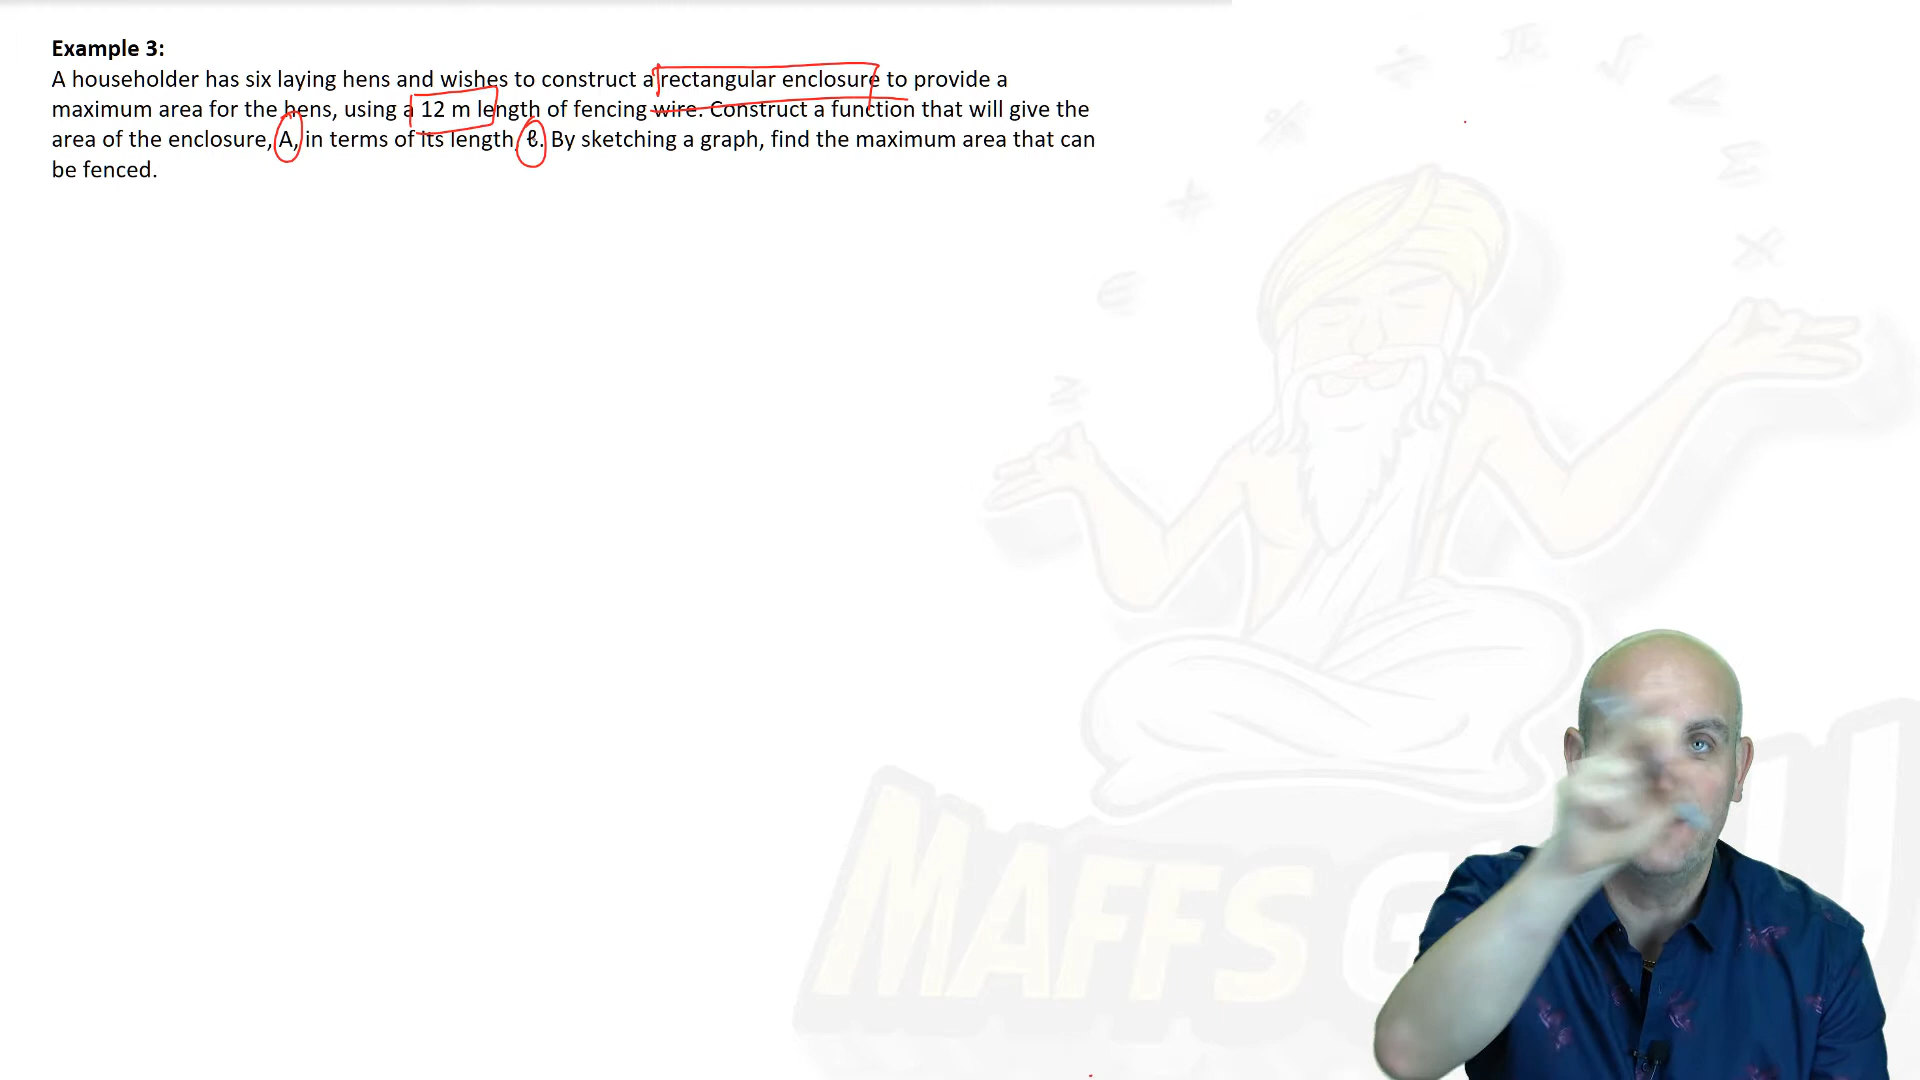 Example 3:
A householder has six laying hens and wishes to construct a rectangular enclosure to provide a
maximum area for the hens, using a 12 m length of fencing wire. Construct a function that will give the
area of the enclosure, A, in terms of its length, ℓ. By sketching a graph, find the maximum area that can
be fenced.
MAFFS